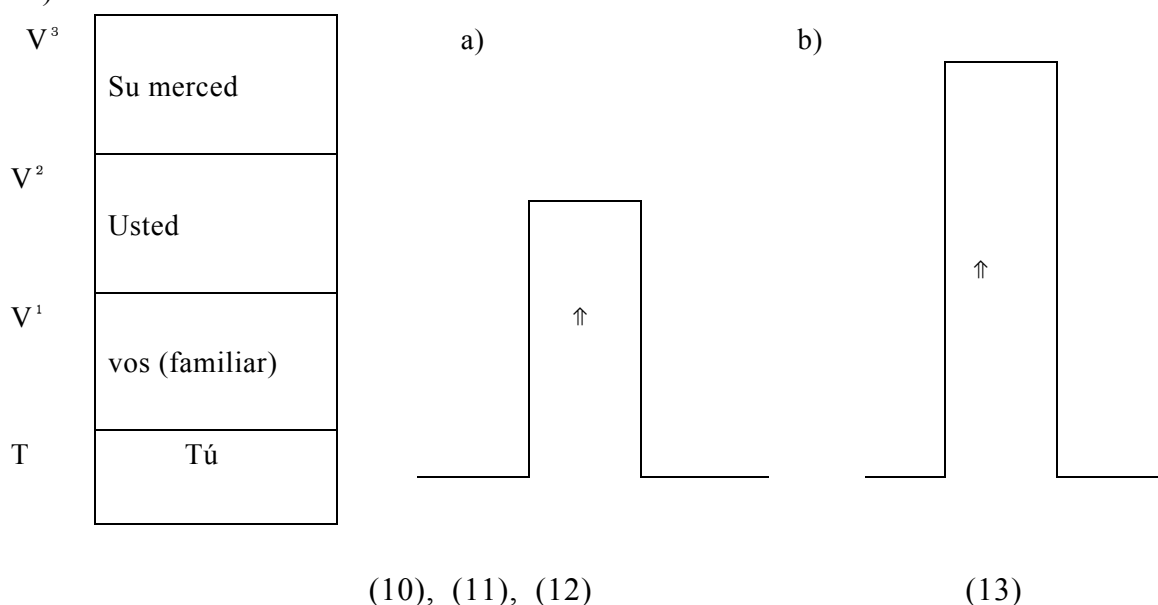 V³ a) b)
Su merced
V²
Usted
⇑
V¹ ⇑
vos (familiar)
T Tú
(10), (11), (12) (13)